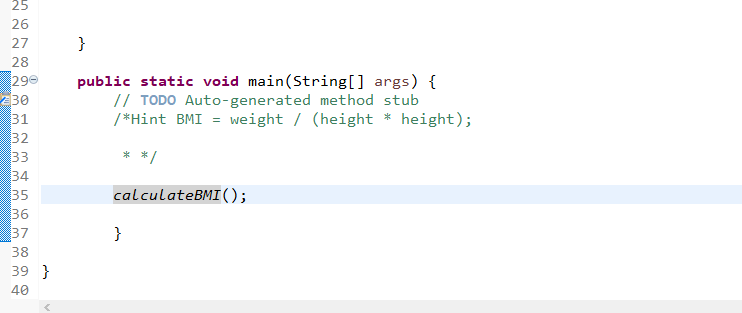 25
26
27 }
28
29 public static void main(String[] args) {
30 // TODO Auto-generated method stub
31 /*Hint BMI = weight / (height * height);
32
33 * */
34
35 calculateBMI();
36
37 }
38
39 }
40